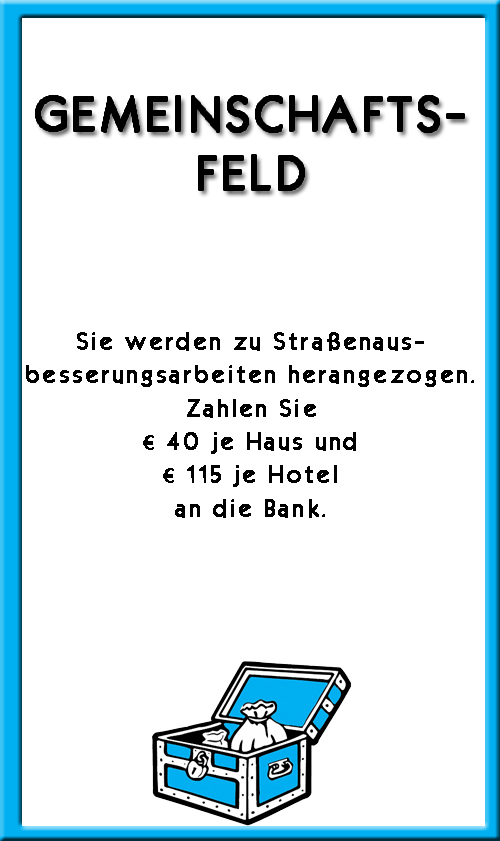 GEMEINSCHAFTS-
FELD
Sie werden zu Straßenaus-
besserungsarbeiten herangezogen.
Zahlen Sie
€ 40 je Haus und
€ 115 je Hotel
an die Bank.